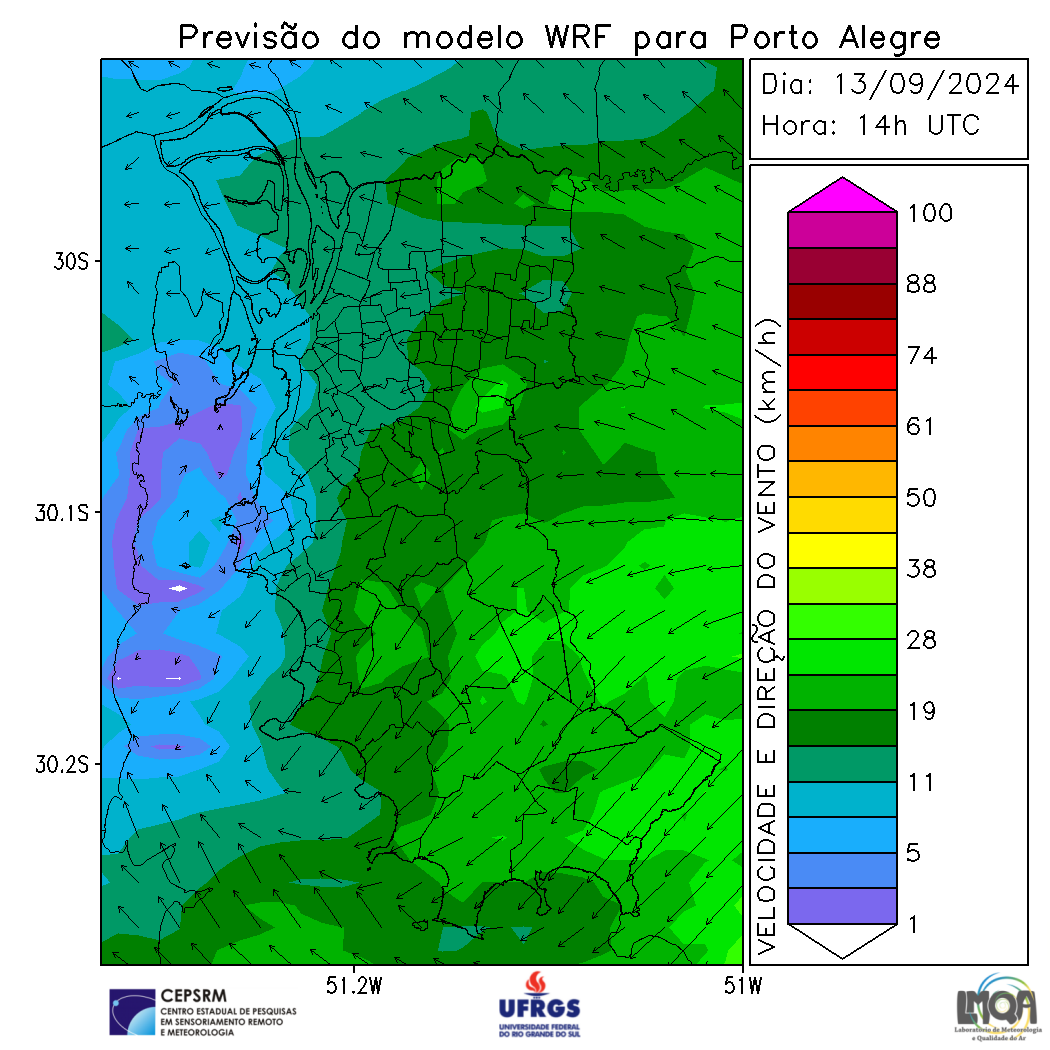 Previsão do modelo WRF para Porto Alegre
Dia: 13/09/2024
Hora: 14h UTC
30S
30.1S
30.2S
51.2W
51W
VELOCIDADE E DIREÇÃO DO VENTO (km/h)
100
88
74
61
50
38
28
19
11
5
1
CEPSRM
CENTRO ESTADUAL DE PESQUISAS
EM SENSORIAMENTO REMOTO
E METEOROLOGIA
UFRGS
UNIVERSIDADE FEDERAL
DO RIO GRANDE DO SUL
LMQA
Laboratório de Meteorologia
e Qualidade do Ar